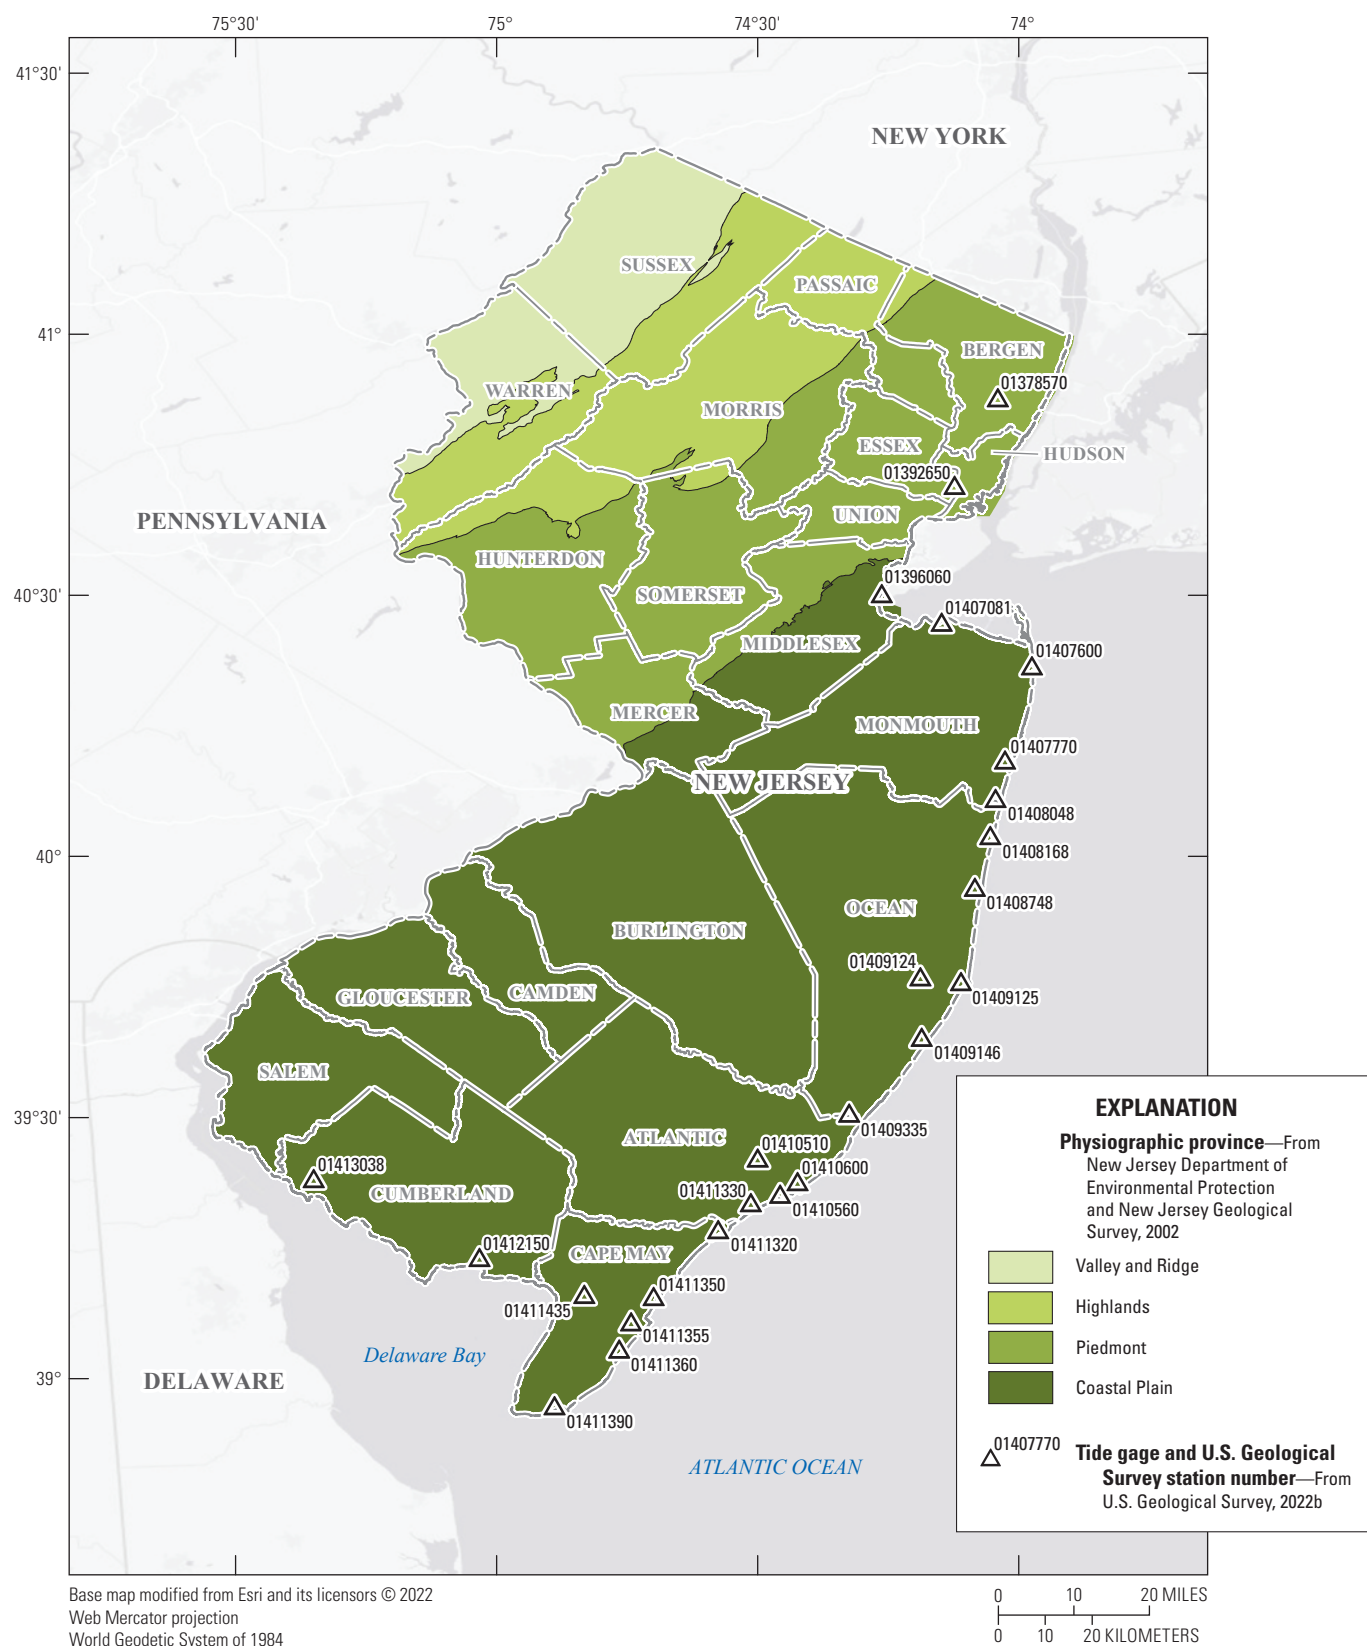 75°30'
75°
74°30'
74°
41°30'
NEW YORK
SUSSEX
PASSAIC
41°
BERGEN
01378570
WARREN
MORRIS
ESSEX
HUDSON
01392650
PENNSYLVANIA
UNION
HUNTERDON
01396060
40°30'
SOMERSET
01407081
MIDDLESEX
01407600
MERCER
MONMOUTH
01407770
NEW JERSEY
01408048
01408168
40°
OCEAN
01408748
BURLINGTON
01409124
GLOUCESTER
CAMDEN
01409125
01409146
SALEM
39°30'
01409335
ATLANTIC
01410510
01413038
01410600
CUMBERLAND
01411330
01410560
01411320
01412150
CAPE MAY
01411350
01411435
01411355
Delaware Bay
01411360
39°
DELAWARE
01411390
ATLANTIC OCEAN
EXPLANATION
Physiographic province—From
New Jersey Department of
Environmental Protection
and New Jersey Geological
Survey, 2002
Valley and Ridge
Highlands
Piedmont
Coastal Plain
01407770
Tide gage and U.S. Geological
Survey station number—From
U.S. Geological Survey, 2022b
Base map modified from Esri and its licensors © 2022
Web Mercator projection
World Geodetic System of 1984
0 10 20 MILES
0 10 20 KILOMETERS